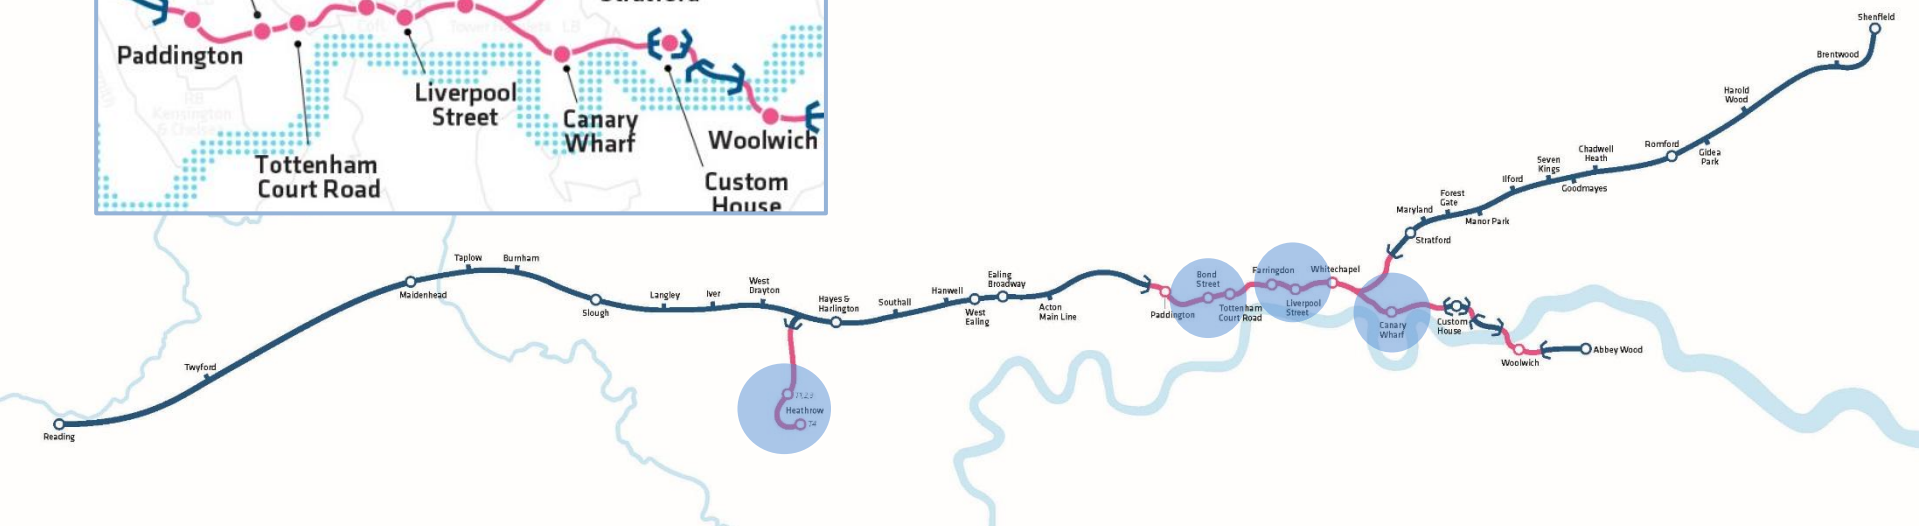 Paddington
Tottenham
Court Road
Liverpool
Street
Canary
Wharf
Woolwich
Custom
House
Shenfield
Brentwood
Harold
Wood
Gidea
Park
Romford
Chadwell
Heath
Goodmayes
Seven
Kings
Ilford
Manor Park
Forest
Gate
Maryland
Stratford
Taplow
Burnham
Maidenhead
Slough
Langley
Iver
West
Drayton
Hayes &
Harlington
Southall
Hanwell
West
Ealing
Ealing
Broadway
Acton
Main Line
Paddington
Bond
Street
Tottenham
Court Road
Farringdon
Liverpool
Street
Whitechapel
Canary
Wharf
Custom
House
Woolwich
Abbey Wood
Twyford
Reading
Heathrow
T4